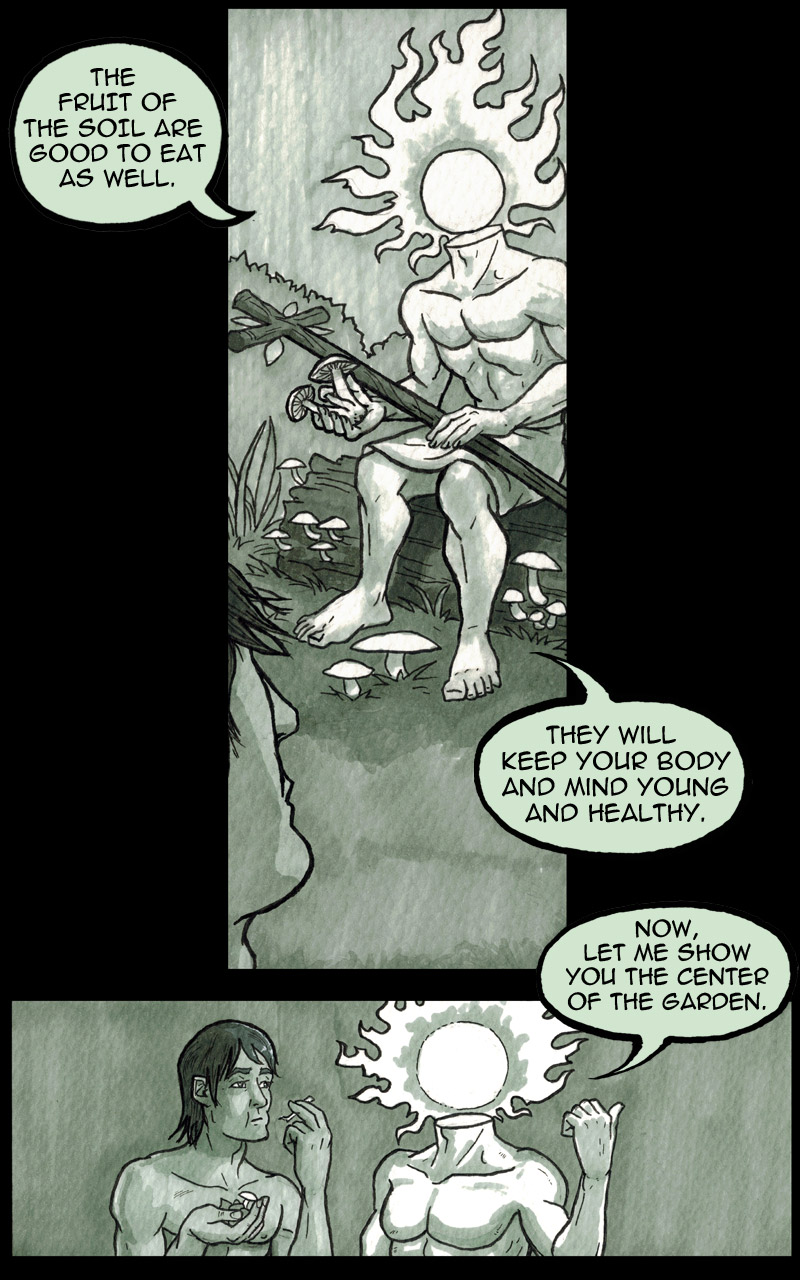 THE
FRUIT OF
THE SOIL ARE
GOOD TO EAT
AS WELL.
THEY WILL
KEEP YOUR BODY
AND MIND YOUNG
AND HEALTHY.
NOW,
LET ME SHOW
YOU THE CENTER
OF THE GARDEN.